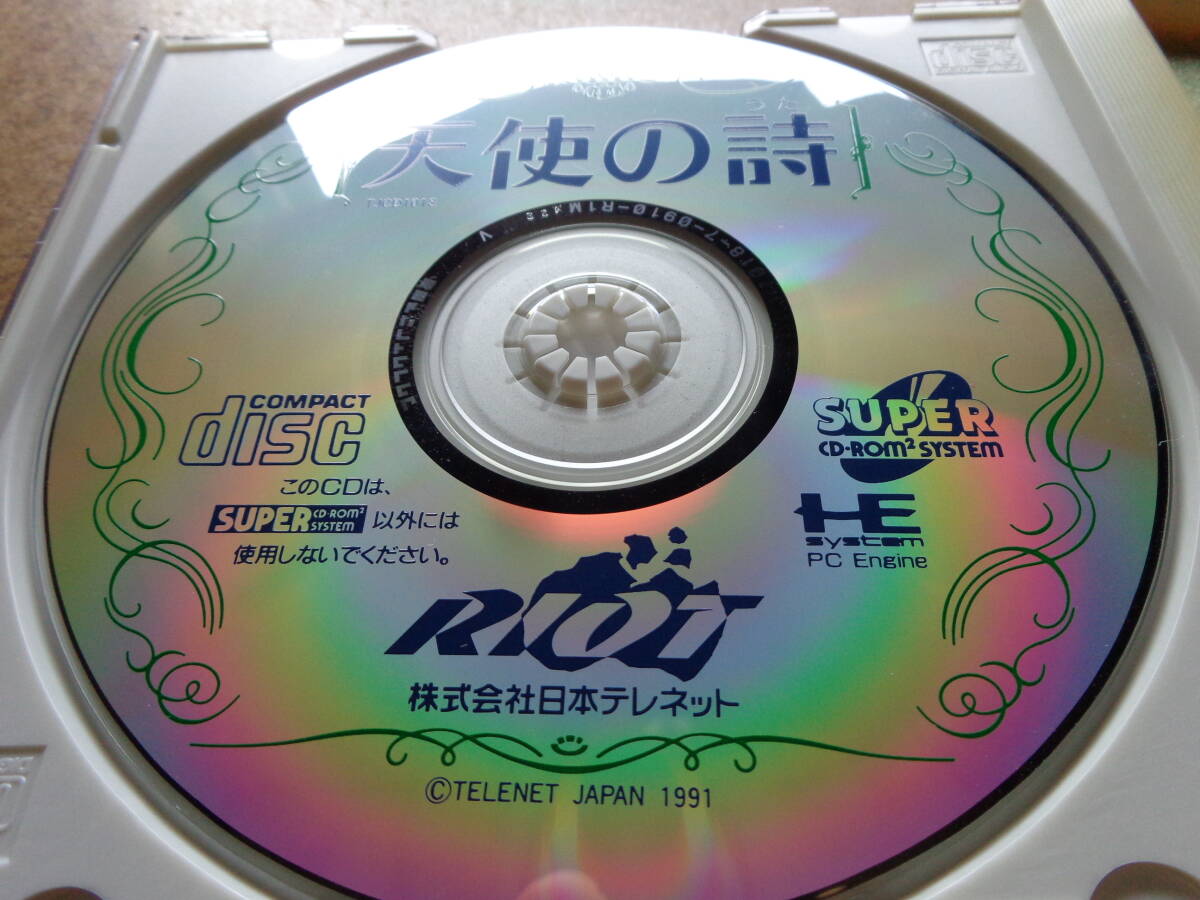 うた
天使の詩
COMPACT
disc
このCDは、
SUPER CD-ROM² SYSTEM 以外には
使用しないでください。
SUPER
CD-ROM² SYSTEM
HE
system
PC Engine
RIOT
株式会社日本テレネット
©TELENET JAPAN 1991